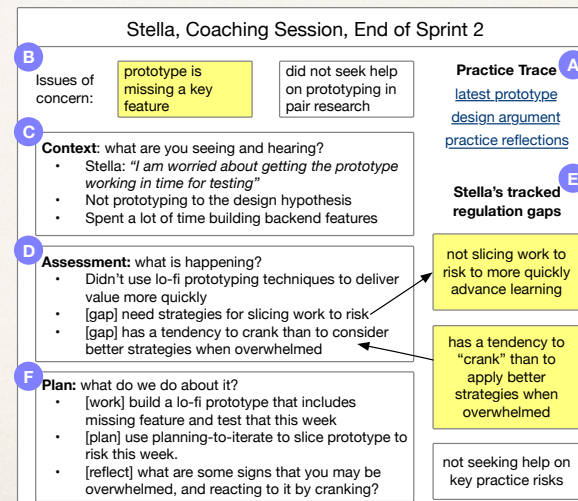 Stella, Coaching Session, End of Sprint 2
B
Issues of
concern:
prototype is
missing a key
feature
did not seek help
on prototyping in
pair research
A
Practice Trace
latest prototype
design argument
practice reflections
C
Context: what are you seeing and hearing?
• Stella: “I am worried about getting the prototype
working in time for testing”
• Not prototyping to the design hypothesis
• Spent a lot of time building backend features
E
Stella’s tracked
regulation gaps
not slicing work to
risk to more quickly
advance learning
has a tendency to
“crank” than to
apply better
strategies when
overwhelmed
not seeking help on
key practice risks
D
Assessment: what is happening?
• Didn’t use lo-fi prototyping techniques to deliver
value more quickly
• [gap] need strategies for slicing work to risk
• [gap] has a tendency to crank than to consider
better strategies when overwhelmed
F
Plan: what do we do about it?
• [work] build a lo-fi prototype that includes
missing feature and test that this week
• [plan] use planning-to-iterate to slice prototype to
risk this week.
• [reflect] what are some signs that you may be
overwhelmed, and reacting to it by cranking?